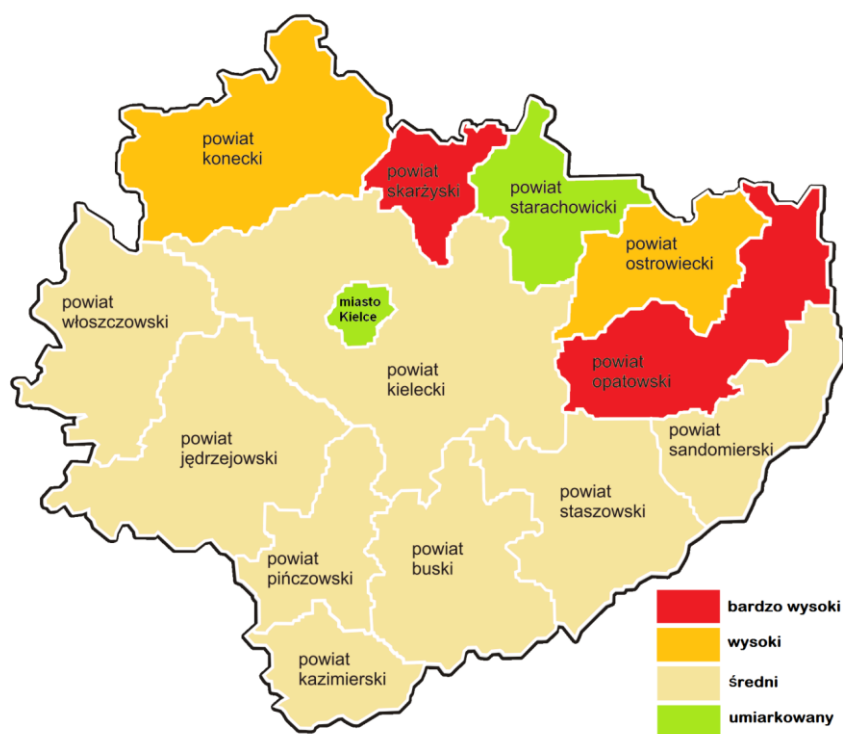 powiat
konecki
powiat
skarżyski
powiat
starachowicki
powiat
ostrowiecki
powiat
włoszczowski
miasto
Kielce
powiat
kielecki
powiat
opatowski
powiat
jędrzejowski
powiat
sandomierski
powiat
staszowski
powiat
pińczowski
powiat
buski
powiat
kazimierski
bardzo wysoki
wysoki
średni
umiarkowany